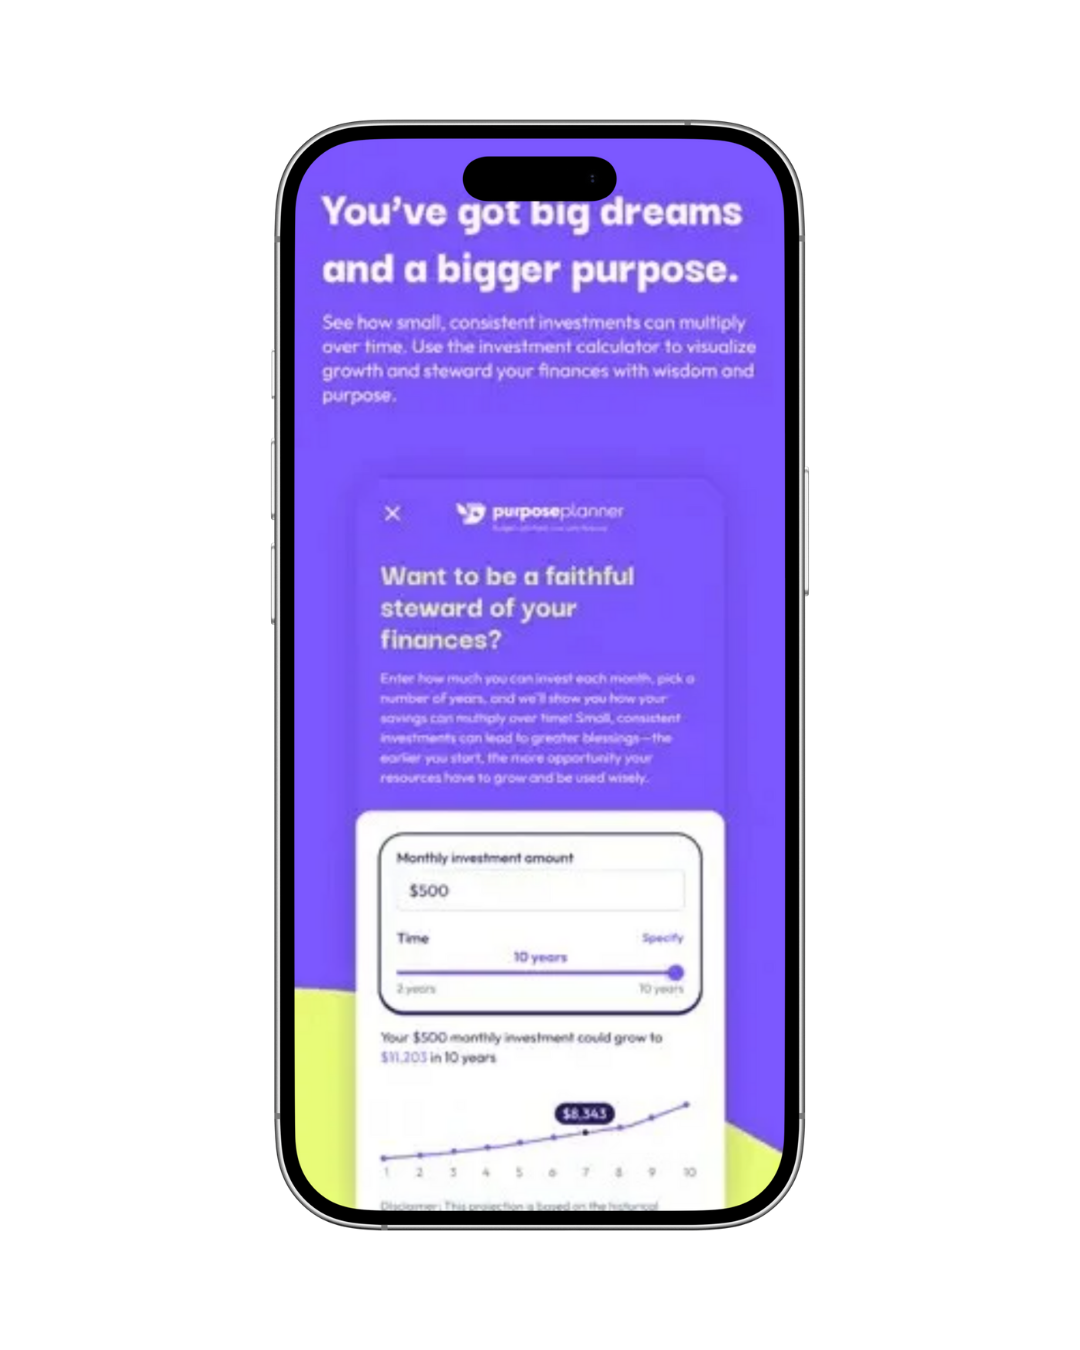 You've got big dreams
and a bigger purpose.
See how small, consistent investments can multiply
over time. Use the investment calculator to visualize
growth and steward your finances with wisdom and
purpose.
purposeplanner
Want to be a faithful
steward of your
finances?
Enter how much you can invest each month, pick a
number of years, and we'll show you how your
savings can multiply over time! Small, consistent
investments can lead to greater blessings—the
earlier you start, the more opportunity your
resources have to grow and be used wisely.
Monthly investment amount
$500
Time
Specify
10 years
2 years
10 years
Your $500 monthly investment could grow to
$11,203 in 10 years
$8,343
1 2 3 4 5 6 7 8 9 10
Disclaimer: This projection is based on the historical